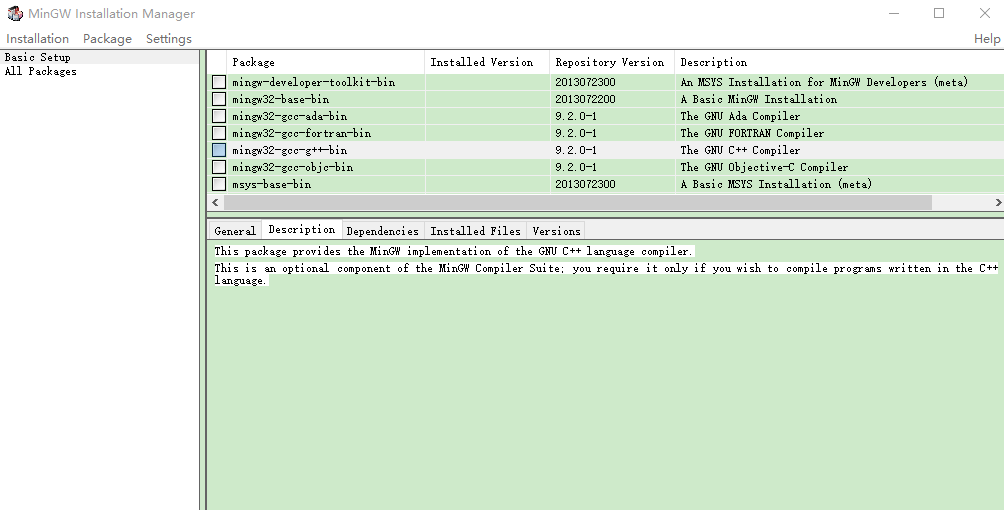 MinGW Installation Manager
Installation Package Settings Help
Basic Setup
All Packages
Package Installed Version Repository Version Description
mingw-developer-toolkit-bin 2013072300 An MSYS Installation for MinGW Developers (meta)
mingw32-base-bin 2013072200 A Basic MinGW Installation
mingw32-gcc-ada-bin 9.2.0-1 The GNU Ada Compiler
mingw32-gcc-fortran-bin 9.2.0-1 The GNU FORTRAN Compiler
mingw32-gcc-g++-bin 9.2.0-1 The GNU C++ Compiler
mingw32-gcc-objc-bin 9.2.0-1 The GNU Objective-C Compiler
msys-base-bin 2013072300 A Basic MSYS Installation (meta)
General Description Dependencies Installed Files Versions
This package provides the MinGW implementation of the GNU C++ language compiler.
This is an optional component of the MinGW Compiler Suite; you require it only if you wish to compile programs written in the C++
language.